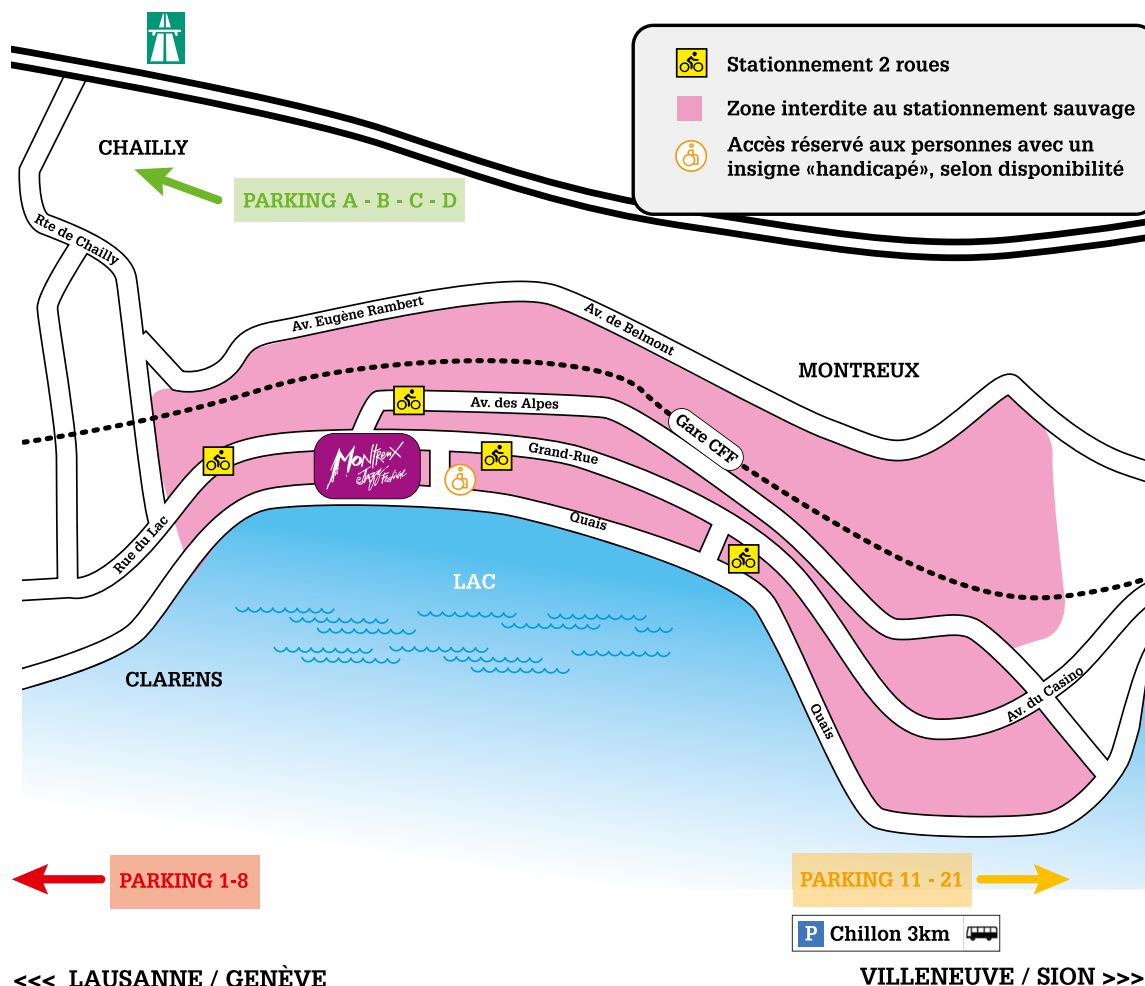 Stationnement 2 roues
Zone interdite au stationnement sauvage
Accès réservé aux personnes avec un
insigne «handicapé», selon disponibilité
CHAILLY
PARKING A - B - C - D
Rte de Chailly
Av. Eugène Rambert
Av. de Belmont
MONTREUX
Av. des Alpes
Gare CFF
Grand-Rue
MONTREUX
Jazz Festival
Quais
Rue du Lac
LAC
CLARENS
Quais
Av. du Casino
PARKING 1-8
PARKING 11 - 21
P Chillon 3km
<<< LAUSANNE / GENÈVE
VILLENEUVE / SION >>>